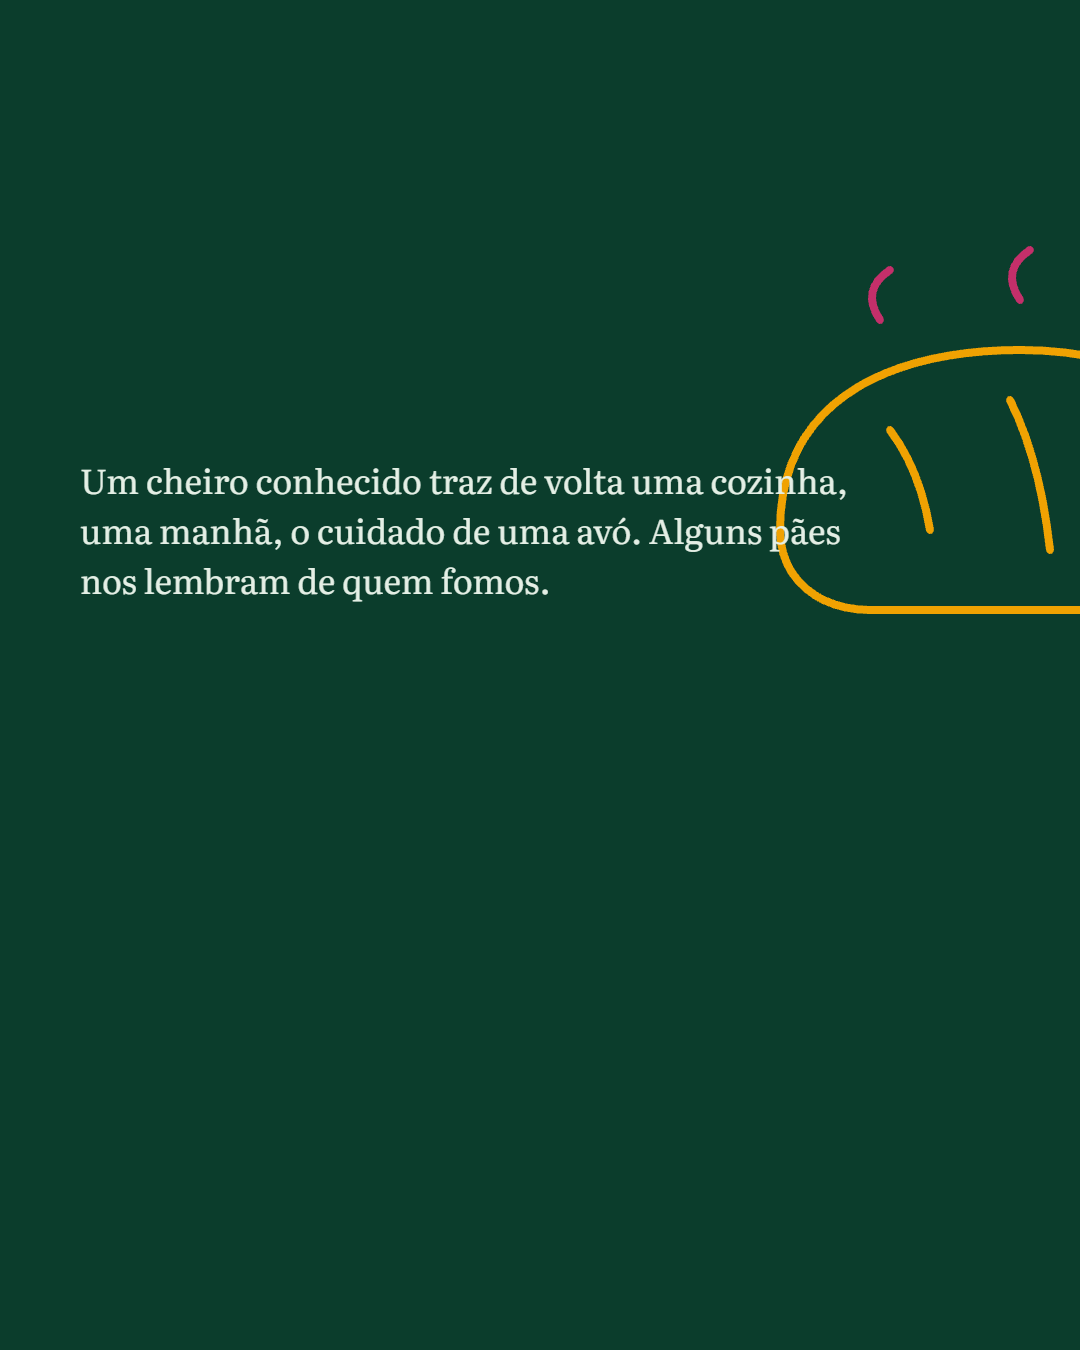 Um cheiro conhecido traz de volta uma cozinha,
uma manhã, o cuidado de uma avó. Alguns pães
nos lembram de quem fomos.